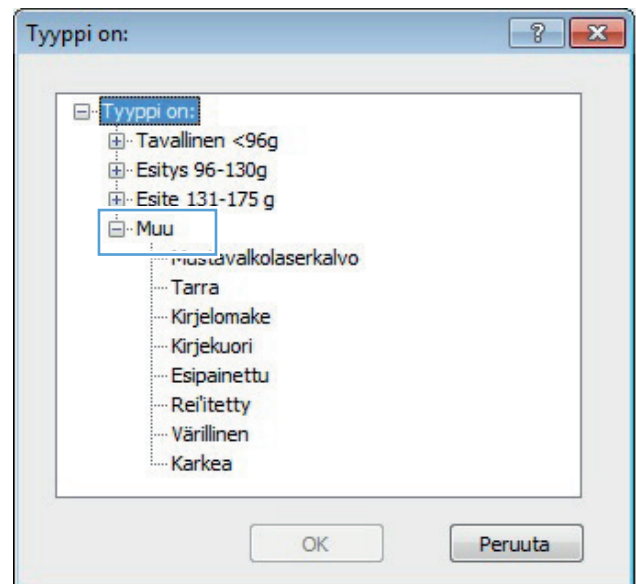 Tyyppi on:
Tyyppi on:
Tavallinen <96g
Esitys 96-130g
Esite 131-175 g
Muu
Mustavalkolaserkalvo
Tarra
Kirjelomake
Kirjekuori
Esipainettu
Rei'itetty
Värillinen
Karkea
OK
Peruuta